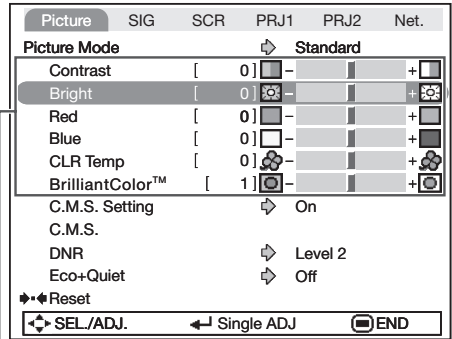 Picture SIG SCR PRJ1 PRJ2 Net.
Picture Mode Standard
Contrast [ 0] - +
Bright [ 0] - +
Red [ 0] - +
Blue [ 0] - +
CLR Temp [ 0] - +
BrilliantColor™ [ 1] - +
C.M.S. Setting On
C.M.S.
DNR Level 2
Eco+Quiet Off
Reset
SEL./ADJ. Single ADJ END